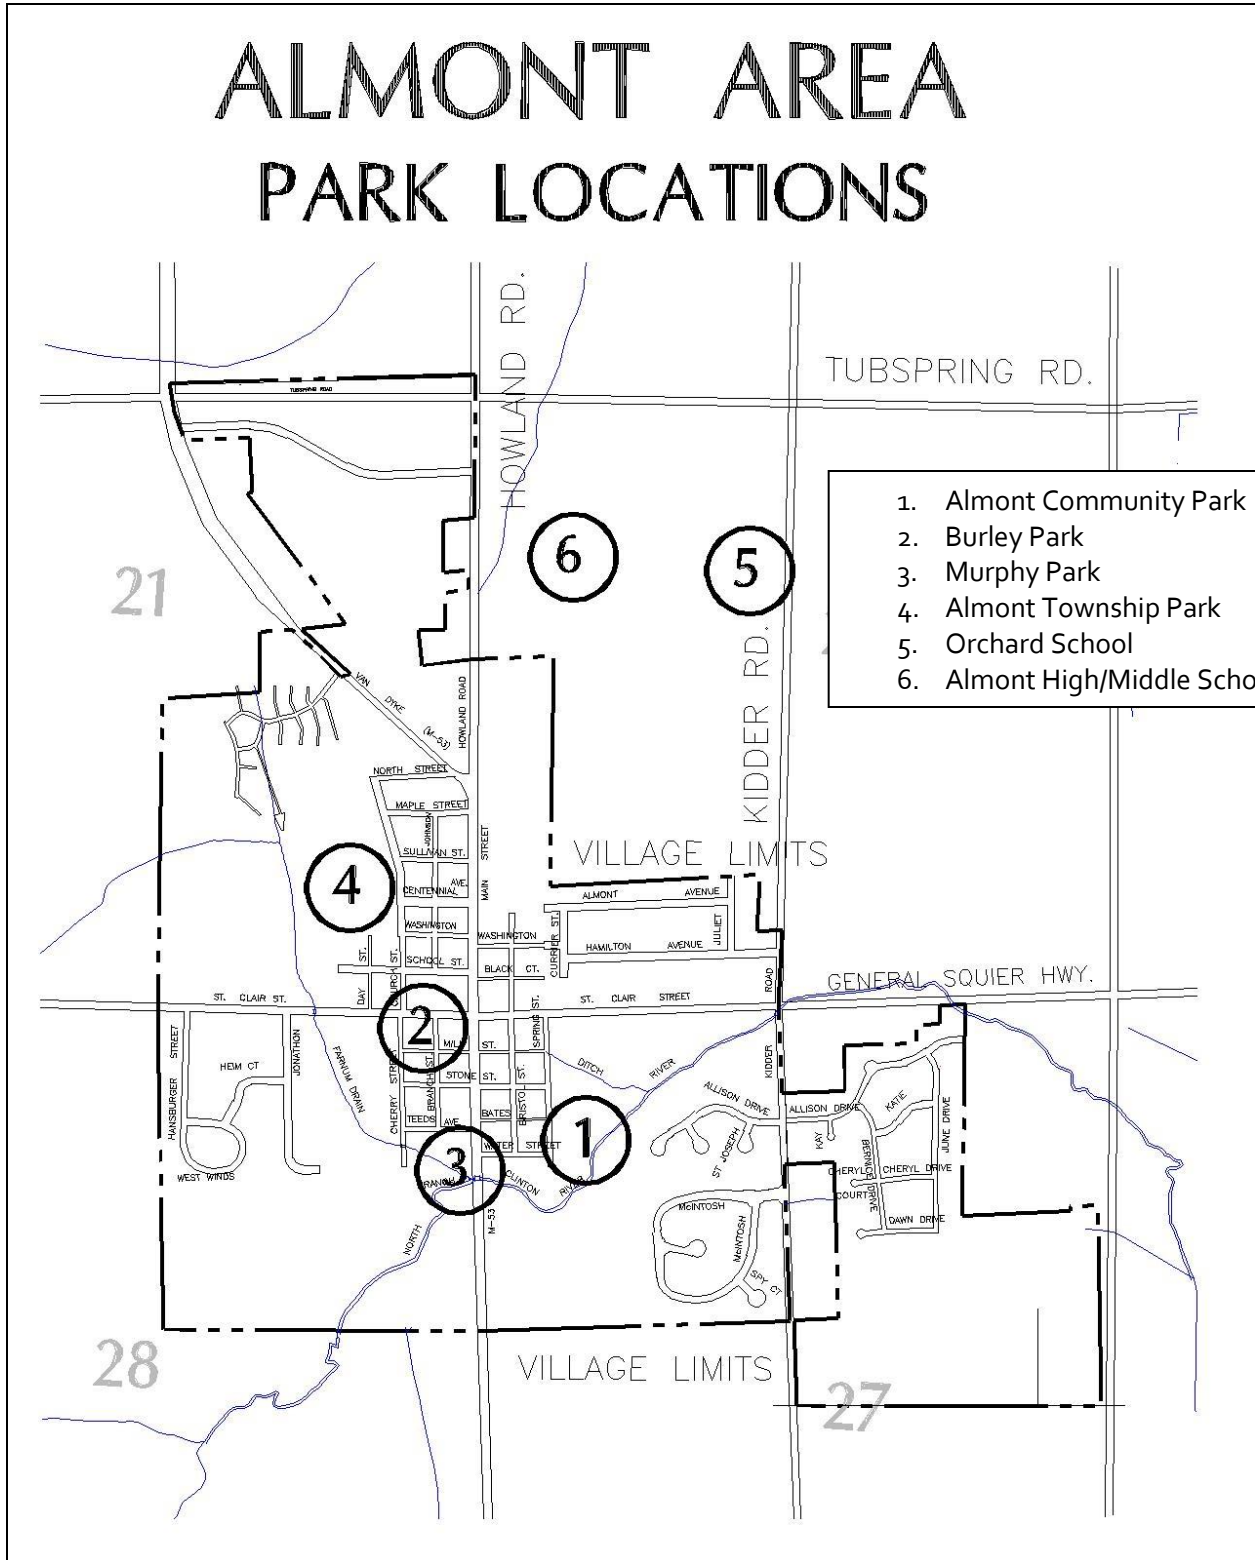 ALMONT AREA
PARK LOCATIONS
HOWLAND RD.
TUBSPRING RD.
TUBSPRING ROAD
1. Almont Community Park
2. Burley Park
3. Murphy Park
4. Almont Township Park
5. Orchard School
6. Almont High/Middle Scho
6
5
21
KIDDER RD.
VAN DYKE
(M-53)
HOWLAND ROAD
NORTH STREET
MAPLE STREET
JOHNSON
SULLIVAN ST.
MAIN STREET
VILLAGE LIMITS
4
CENTENNIAL AVE.
ALMONT AVENUE
WASHINGTON
WASHINGTON
CURRIER ST.
HAMILTON AVENUE
JULIET
DAY ST.
CHURCH ST.
SCHOOL ST.
BLACK CT.
GENERAL SQUIER HWY.
ST. CLAIR ST.
ST. CLAIR STREET
SPRING ST.
KIDDER ROAD
2
MILL ST.
HANSBURGER STREET
HEIM CT
JONATHON
FARNUM DRAIN
CHERRY STREET
BRANCH ST.
STONE ST.
BRISTOL ST.
DITCH
RIVER
ALLISON DRIVE
ALLISON DRIVE
KATIE
JUNE DRIVE
TEEDS AVE.
BATES
1
WATER STREET
ST JOSEPH
KAY
BERNICE DRIVE
CHERYL COURT
CHERYL DRIVE
WEST WINDS
3
CLINTON RIVER
NORTH
M-53
McINTOSH
McINTOSH
SPY CT
DAWN DRIVE
28
VILLAGE LIMITS
27